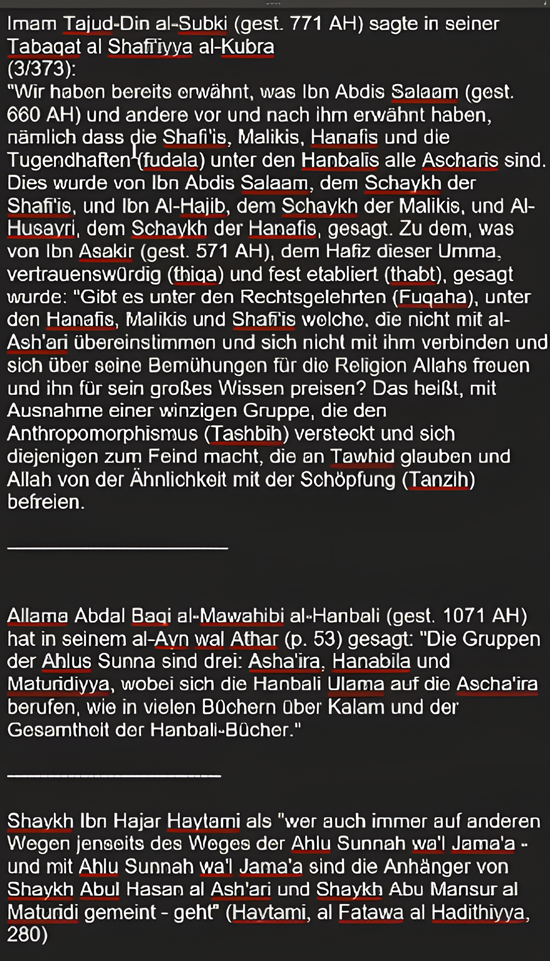 Imam Tajud-Din al-Subki (gest. 771 AH) sagte in seiner
Tabaqat al Shafi'iyya al-Kubra
(3/373):
"Wir haben bereits erwähnt, was Ibn Abdis Salaam (gest.
660 AH) und andere vor und nach ihm erwähnt haben,
nämlich dass die Shafi'is, Malikis, Hanafis und die
Tugendhaften (fudala) unter den Hanbalis alle Ascharis sind.
Dies wurde von Ibn Abdis Salaam, dem Schaykh der
Shafi'is, und Ibn Al-Hajib, dem Schaykh der Malikis, und Al-
Husayri, dem Schaykh der Hanafis, gesagt. Zu dem, was
von Ibn Asakir (gest. 571 AH), dem Hafiz dieser Umma,
vertrauenswürdig (thiqa) und fest etabliert (thabt), gesagt
wurde: "Gibt es unter den Rechtsgelehrten (Fuqaha), unter
den Hanafis, Malikis und Shafi'is welche, die nicht mit al-
Ash'ari übereinstimmen und sich nicht mit ihm verbinden und
sich über seine Bemühungen für die Religion Allahs freuen
und ihn für sein großes Wissen preisen? Das heißt, mit
Ausnahme einer winzigen Gruppe, die den
Anthropomorphismus (Tashbih) versteckt und sich
diejenigen zum Feind macht, die an Tawhid glauben und
Allah von der Ähnlichkeit mit der Schöpfung (Tanzih)
befreien.
Allama Abdal Baqi al-Mawahibi al-Hanbali (gest. 1071 AH)
hat in seinem al-Ayn wal Athar (p. 53) gesagt: "Die Gruppen
der Ahlus Sunna sind drei: Asha'ira, Hanabila und
Maturidiyya, wobei sich die Hanbali Ulama auf die Ascha'ira
berufen, wie in vielen Büchern über Kalam und der
Gesamtheit der Hanbali-Bücher."
Shaykh Ibn Hajar Haytami als "wer auch immer auf anderen
Wegen jenseits des Weges der Ahlu Sunnah wa'l Jama'a -
und mit Ahlu Sunnah wa'l Jama'a sind die Anhänger von
Shaykh Abul Hasan al Ash'ari und Shaykh Abu Mansur al
Maturidi gemeint - geht" (Haytami, al Fatawa al Hadithiyya,
280)